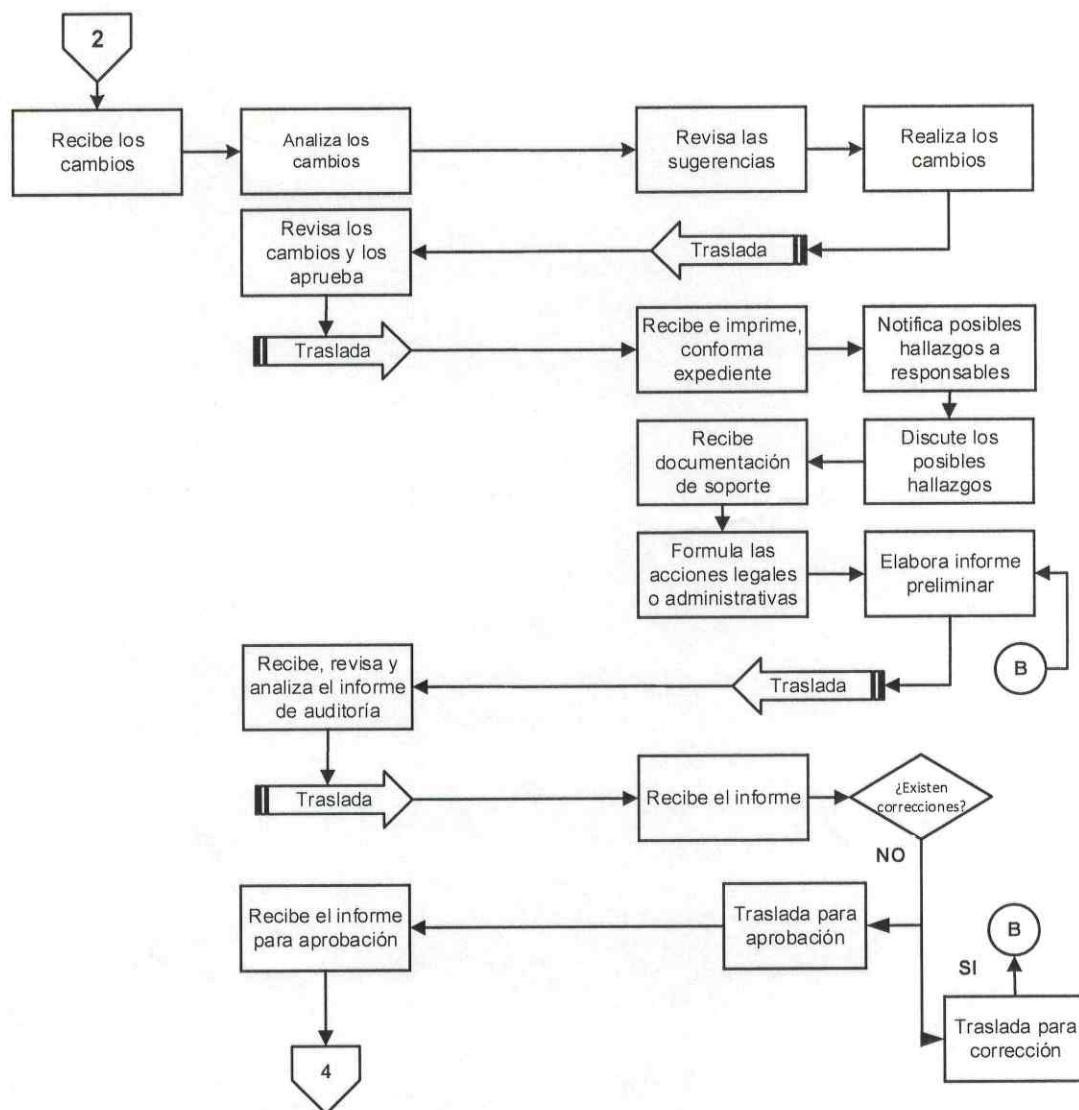 2
Recibe los
cambios
Analiza los
cambios
Revisa las
sugerencias
Realiza los
cambios
Revisa los
cambios y los
aprueba
Traslada
Traslada
Recibe e imprime,
conforma
expediente
Notifica posibles
hallazgos a
responsables
Recibe
documentación
de soporte
Discute los
posibles
hallazgos
Formula las
acciones legales
o administrativas
Elabora informe
preliminar
B
Recibe, revisa y
analiza el informe
de auditoría
Traslada
Traslada
Recibe el informe
¿Existen
correcciones?
NO
Recibe el informe
para aprobación
Traslada para
aprobación
B
SI
Traslada para
corrección
4